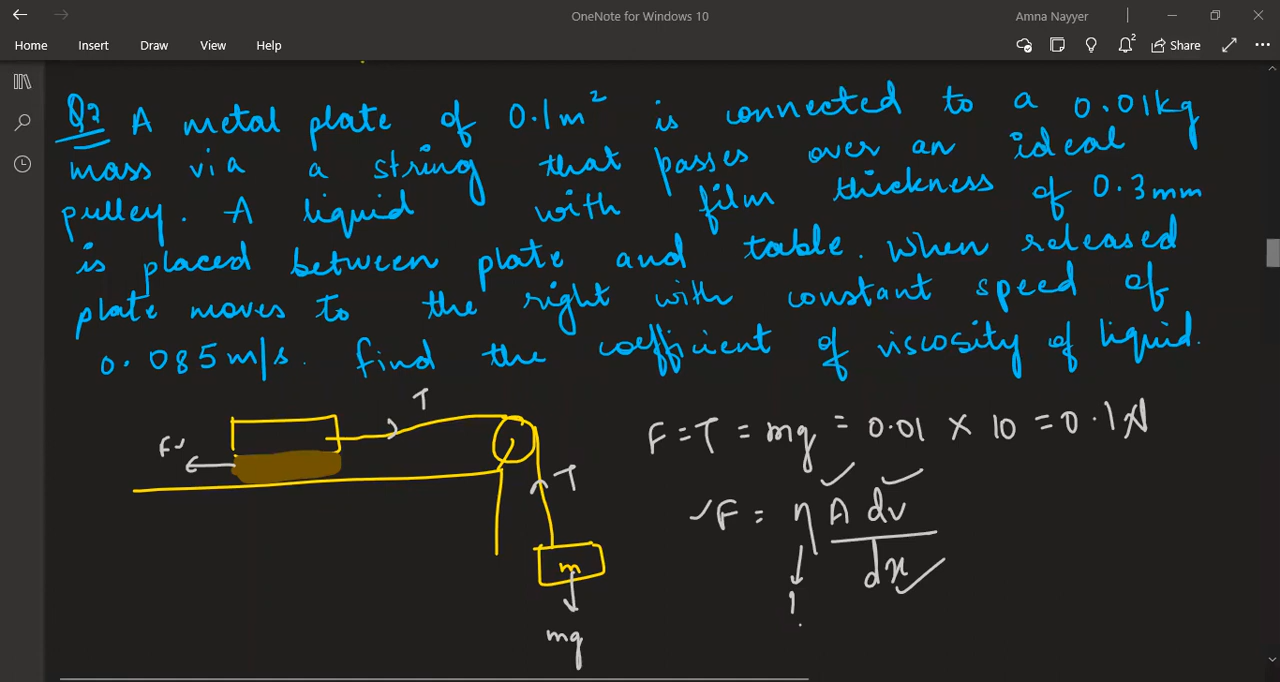 OneNote for Windows 10
Amna Nayyer
Home Insert Draw View Help
2
Share
Q2 A metal plate of 0.1m² is connected to a 0.01kg
mass via a string that passes over an ideal
pulley. A liquid with film thickness of 0.3mm
is placed between plate and table. When released
plate moves to the right with constant speed of
0.085m/s. find the coefficient of viscosity of liquid.
T
F = T = mg = 0.01 × 10 = 0.1N
F
T
F = η A dv
dx
m
mg